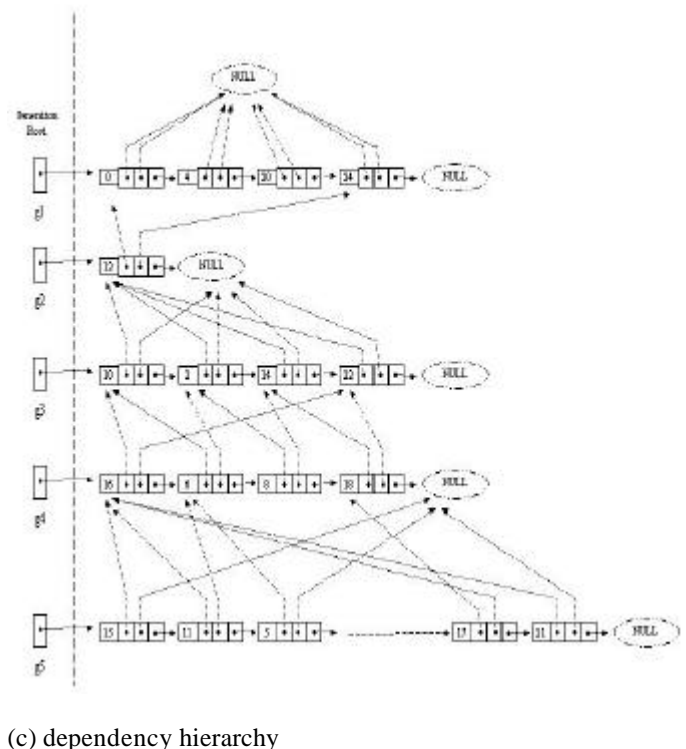 NULL
Generation
Root
0 4 20 24 NULL
g1
12 NULL
g2
10 2 14 22 NULL
g3
16 6 8 18 NULL
g4
15 11 5 17 21 NULL
g5
(c) dependency hierarchy